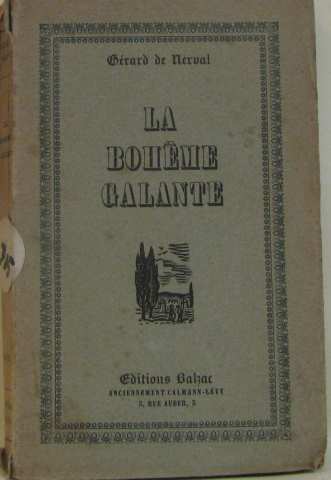 Gérard de Nerval
LA
BOHÊME
GALANTE
Editions Balzac
ANCIENNEMENT CALMANN-LÉVY
3, RUE AUBER, 3